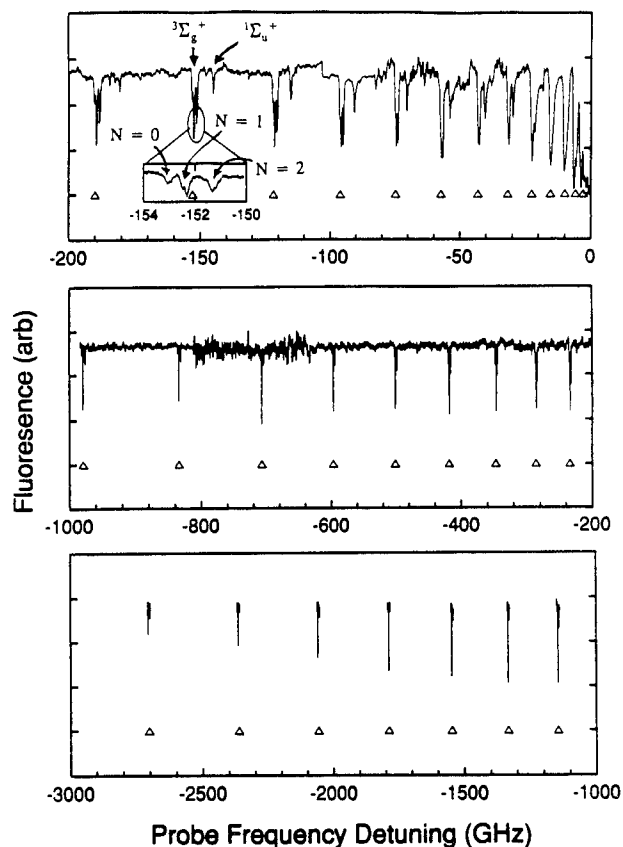 ³Σg⁺ ¹Σu⁺
N = 0 N = 1
N = 2
-154 -152 -150
-200 -150 -100 -50 0
Fluoresence (arb)
-1000 -800 -600 -400 -200
-3000 -2500 -2000 -1500 -1000
Probe Frequency Detuning (GHz)